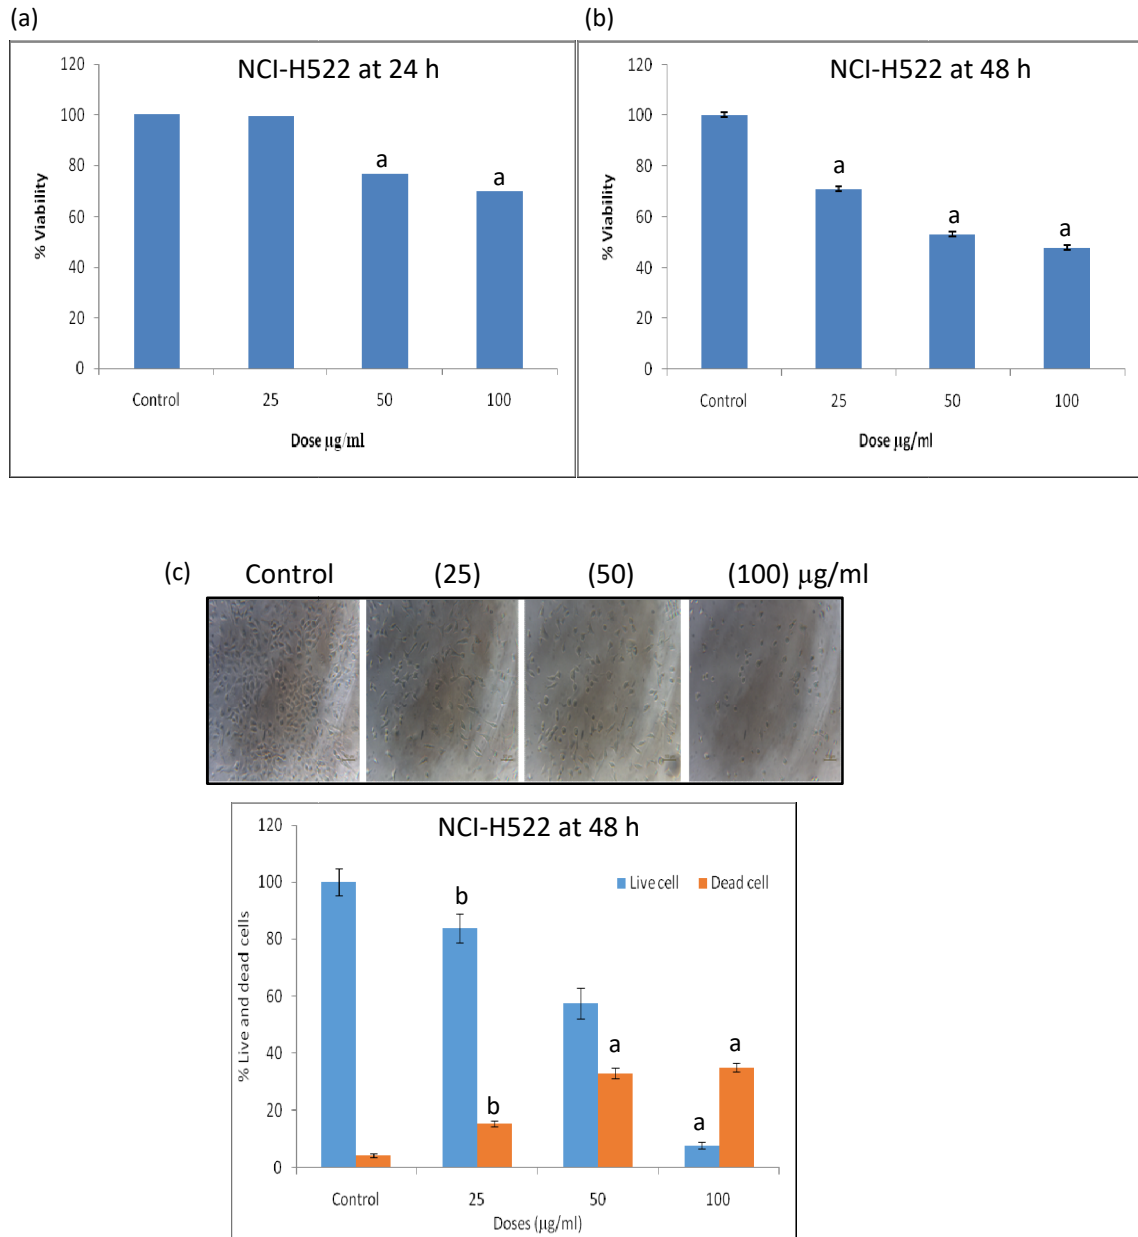 (a)
NCI-H522 at 24 h
120
100
80
60
40
20
0
% Viability
a
a
Control 25 50 100
Dose µg/ml
(b)
NCI-H522 at 48 h
120
100
80
60
40
20
0
% Viability
a
a
a
Control 25 50 100
Dose µg/ml
(c) Control (25) (50) (100) µg/ml
NCI-H522 at 48 h
120
100
80
60
40
20
0
% Live and dead cells
Live cell Dead cell
b
b
a
a
a
Control 25 50 100
Doses (µg/ml)